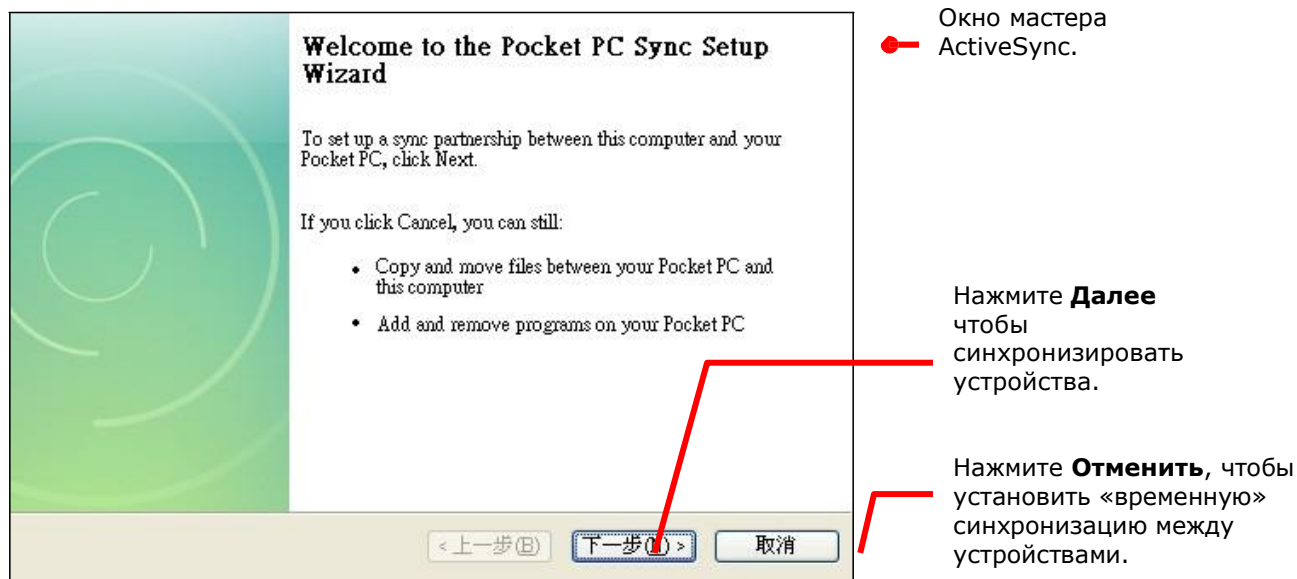 Welcome to the Pocket PC Sync Setup
Wizard
To set up a sync partnership between this computer and your
Pocket PC, click Next.
If you click Cancel, you can still:
• Copy and move files between your Pocket PC and
this computer
• Add and remove programs on your Pocket PC
<上一步(B)
下一步(N)>
取消
Окно мастера
ActiveSync.
Нажмите Далее
чтобы
синхронизировать
устройства.
Нажмите Отменить, чтобы
установить «временную»
синхронизацию между
устройствами.